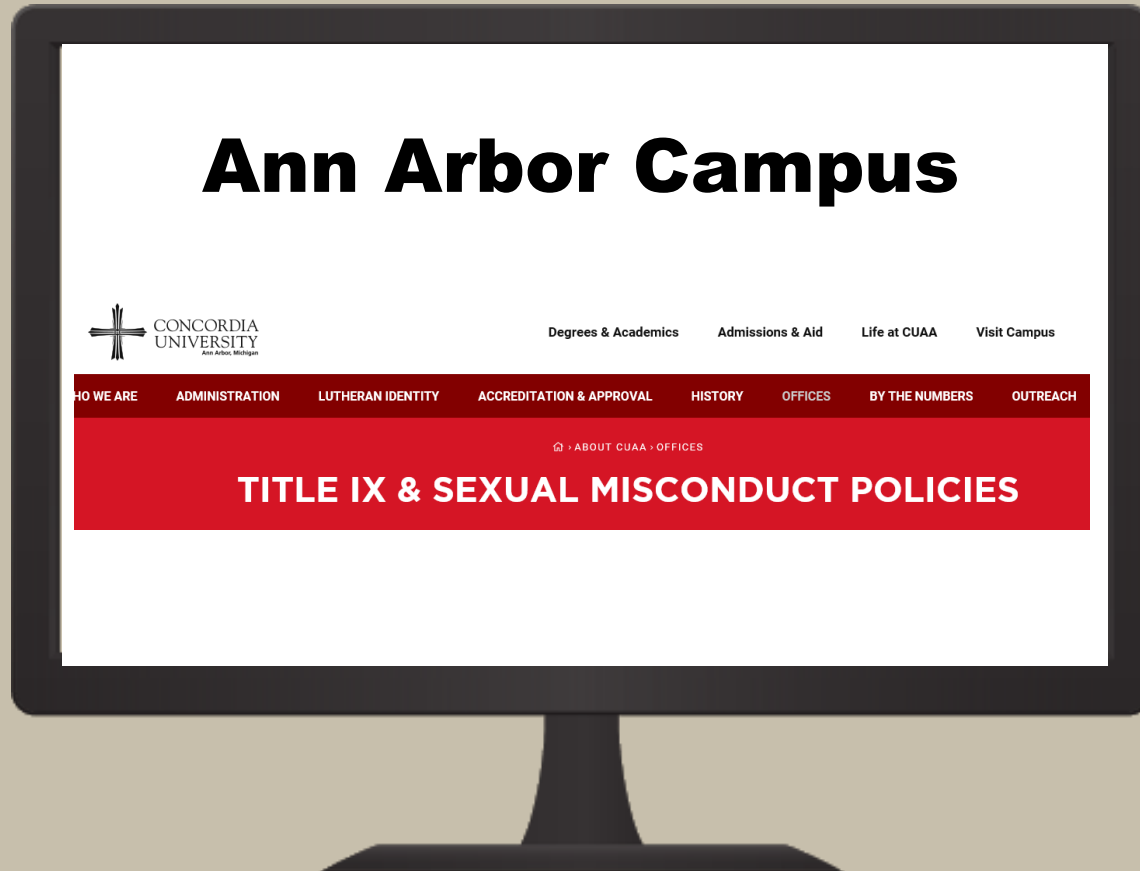 Ann Arbor Campus
CONCORDIA
UNIVERSITY
Ann Arbor, Michigan
Degrees & Academics Admissions & Aid Life at CUAA Visit Campus
HO WE ARE ADMINISTRATION LUTHERAN IDENTITY ACCREDITATION & APPROVAL HISTORY OFFICES BY THE NUMBERS OUTREACH
› ABOUT CUAA › OFFICES
TITLE IX & SEXUAL MISCONDUCT POLICIES